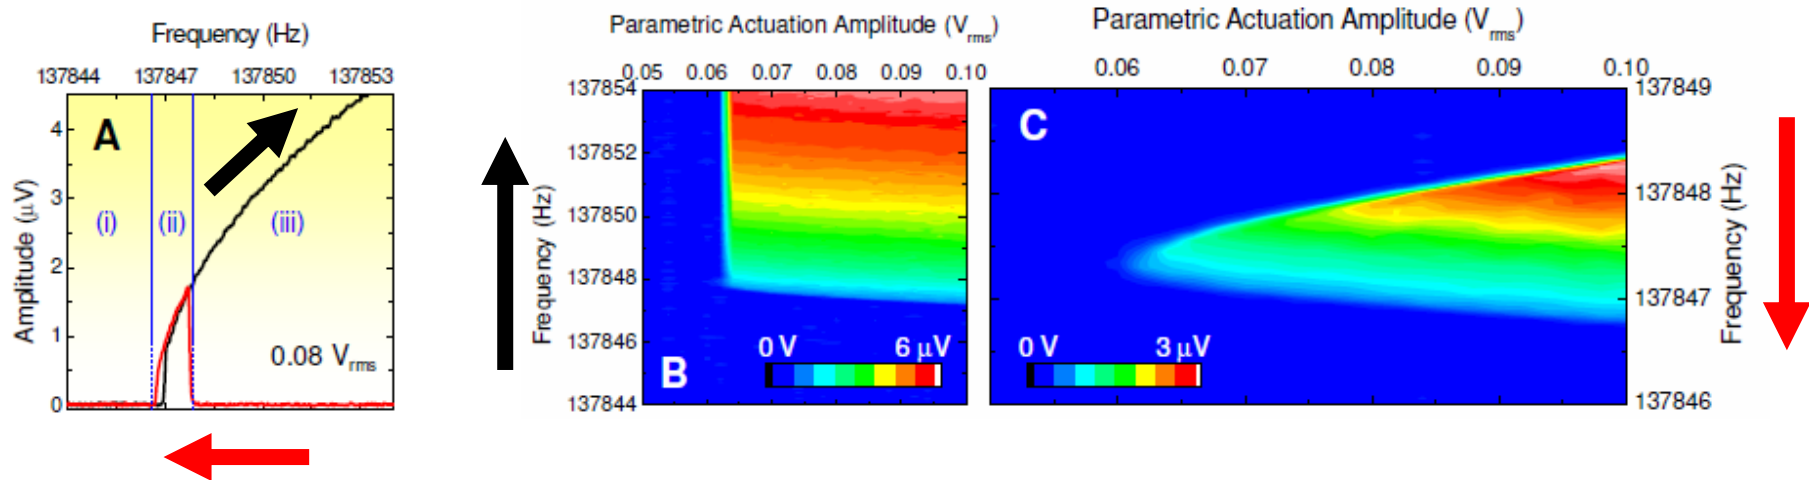 Frequency (Hz)
137844 137847 137850 137853
A
(i) (ii) (iii)
0.08 Vrms
4
3
2
1
0
Amplitude (μV)
Parametric Actuation Amplitude (Vrms)
0.05 0.06 0.07 0.08 0.09 0.10
137854
137852
137850
137848
137846
137844
Frequency (Hz)
0 V 6 μV
B
Parametric Actuation Amplitude (Vrms)
0.06 0.07 0.08 0.09 0.10
C
0 V 3 μV
137849
137848
137847
137846
Frequency (Hz)